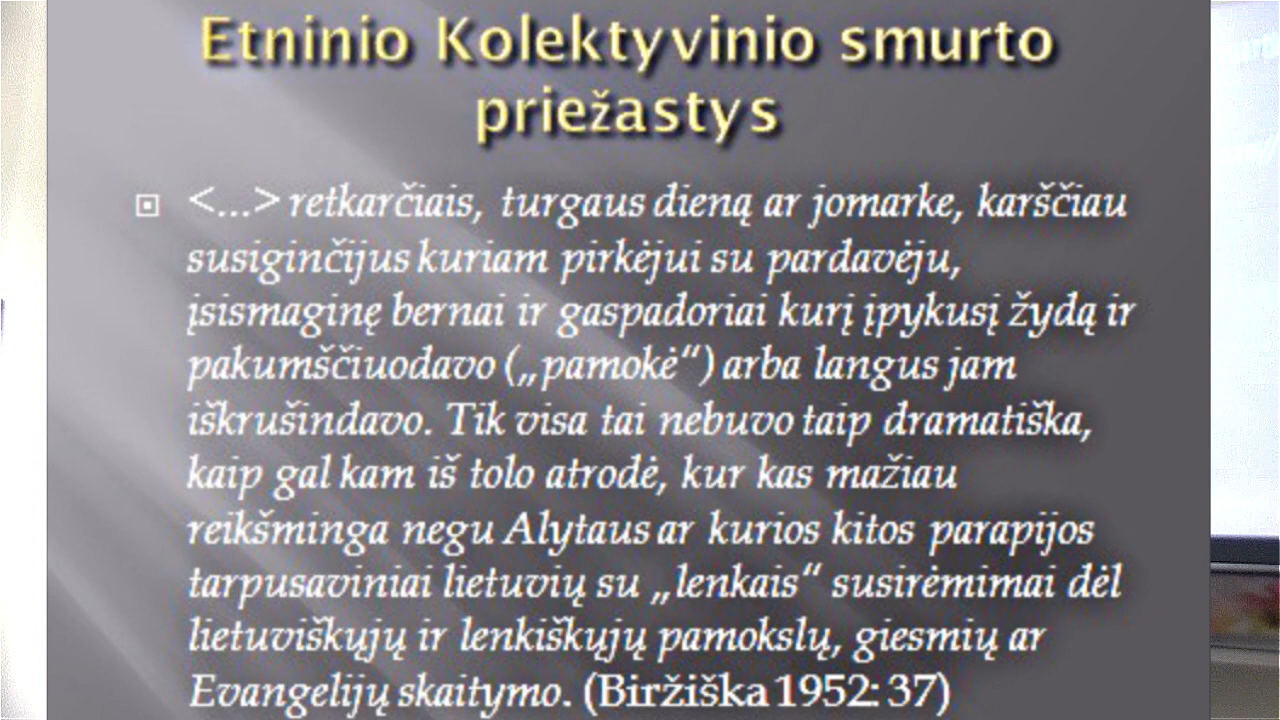 Etninio Kolektyvinio smurto
priežastys
<...> retkarčiais, turgaus dieną ar jomarke, karščiau
susiginčijus kuriam pirkėjui su pardavėju,
įsismaginę bernai ir gaspadoriai kurį įpykusį žydą ir
pakumščiuodavo („pamokė“) arba langus jam
iškrušindavo. Tik visa tai nebuvo taip dramatiška,
kaip gal kam iš tolo atrodė, kur kas mažiau
reikšminga negu Alytaus ar kurios kitos parapijos
tarpusaviniai lietuvių su „lenkais“ susirėmimai dėl
lietuviškųjų ir lenkiškųjų pamokslų, giesmių ar
Evangelijų skaitymo. (Biržiška 1952: 37)